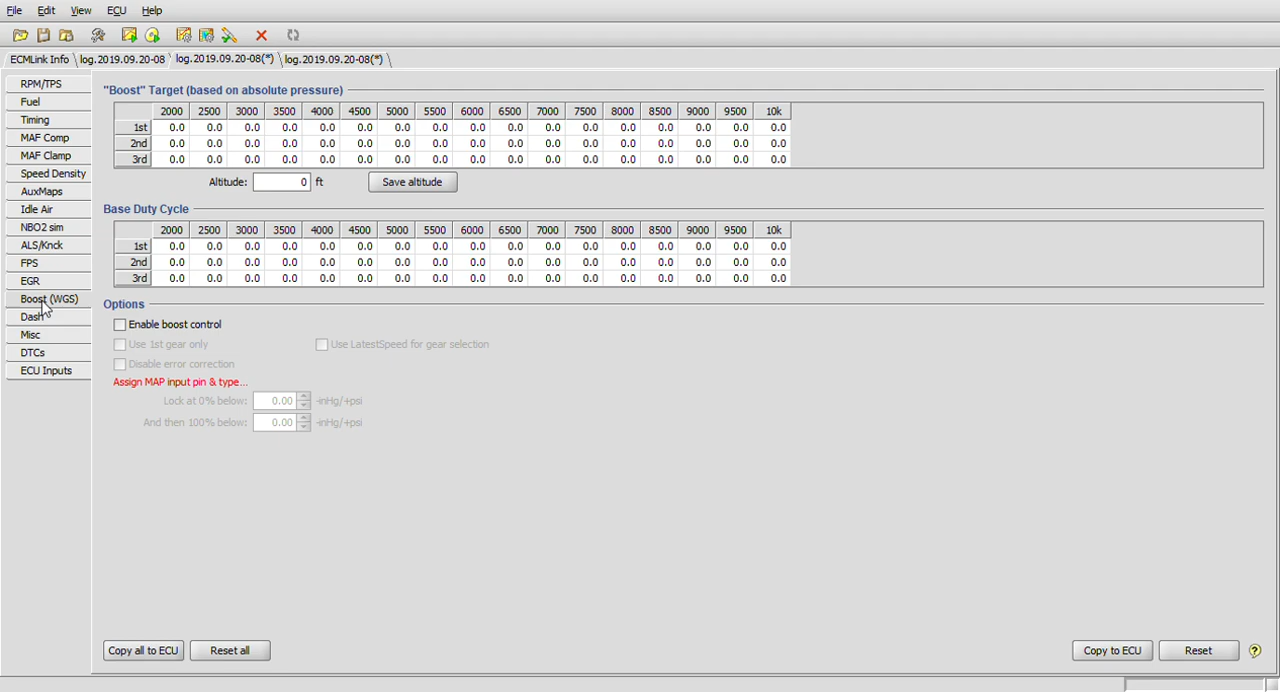 File Edit View ECU Help
ECMLink Info log.2019.09.20-08 log.2019.09.20-08(*) log.2019.09.20-08(*)
RPM/TPS
Fuel
Timing
MAF Comp
MAF Clamp
Speed Density
AuxMaps
Idle Air
NBO2 sim
ALS/Knck
FPS
EGR
Boost (WGS)
Dash
Misc
DTCs
ECU Inputs
"Boost" Target (based on absolute pressure)
2000 2500 3000 3500 4000 4500 5000 5500 6000 6500 7000 7500 8000 8500 9000 9500 10k
1st 0.0 0.0 0.0 0.0 0.0 0.0 0.0 0.0 0.0 0.0 0.0 0.0 0.0 0.0 0.0 0.0 0.0
2nd 0.0 0.0 0.0 0.0 0.0 0.0 0.0 0.0 0.0 0.0 0.0 0.0 0.0 0.0 0.0 0.0 0.0
3rd 0.0 0.0 0.0 0.0 0.0 0.0 0.0 0.0 0.0 0.0 0.0 0.0 0.0 0.0 0.0 0.0 0.0
Altitude: 0 ft Save altitude
Base Duty Cycle
2000 2500 3000 3500 4000 4500 5000 5500 6000 6500 7000 7500 8000 8500 9000 9500 10k
1st 0.0 0.0 0.0 0.0 0.0 0.0 0.0 0.0 0.0 0.0 0.0 0.0 0.0 0.0 0.0 0.0 0.0
2nd 0.0 0.0 0.0 0.0 0.0 0.0 0.0 0.0 0.0 0.0 0.0 0.0 0.0 0.0 0.0 0.0 0.0
3rd 0.0 0.0 0.0 0.0 0.0 0.0 0.0 0.0 0.0 0.0 0.0 0.0 0.0 0.0 0.0 0.0 0.0
Options
Enable boost control
Use 1st gear only Use LatestSpeed for gear selection
Disable error correction
Assign MAP input pin & type...
Lock at 0% below: 0.00 -inHg/+psi
And then 100% below: 0.00 -inHg/+psi
Copy all to ECU Reset all Copy to ECU Reset ?